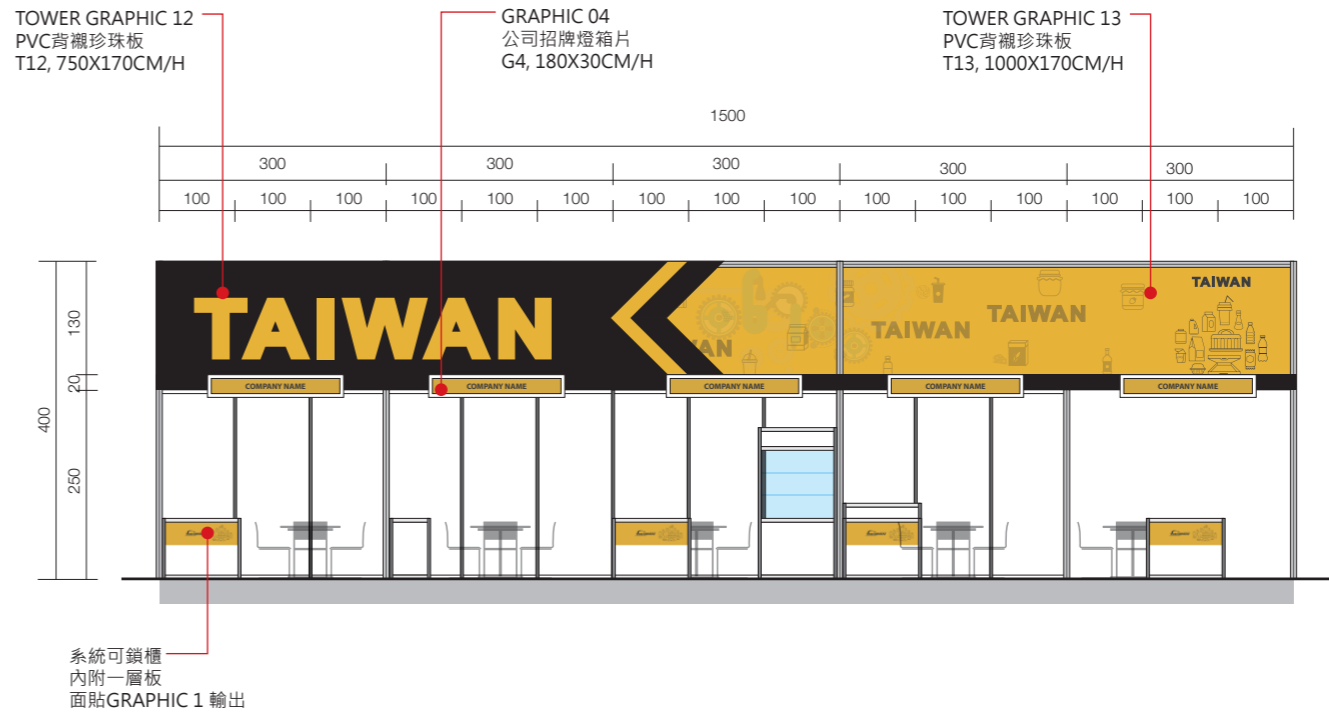 TOWER GRAPHIC 12
PVC背襯珍珠板
T12, 750X170CM/H
GRAPHIC 04
公司招牌燈箱片
G4, 180X30CM/H
TOWER GRAPHIC 13
PVC背襯珍珠板
T13, 1000X170CM/H
1500
300 300 300 300 300
100 100 100 100 100 100 100 100 100 100 100 100 100 100 100
400
130
20
250
TAIWAN
WAN
TAIWAN
TAIWAN
TAIWAN
COMPANY NAME COMPANY NAME COMPANY NAME COMPANY NAME COMPANY NAME
系統可鎖櫃
內附一層板
面貼GRAPHIC 1 輸出